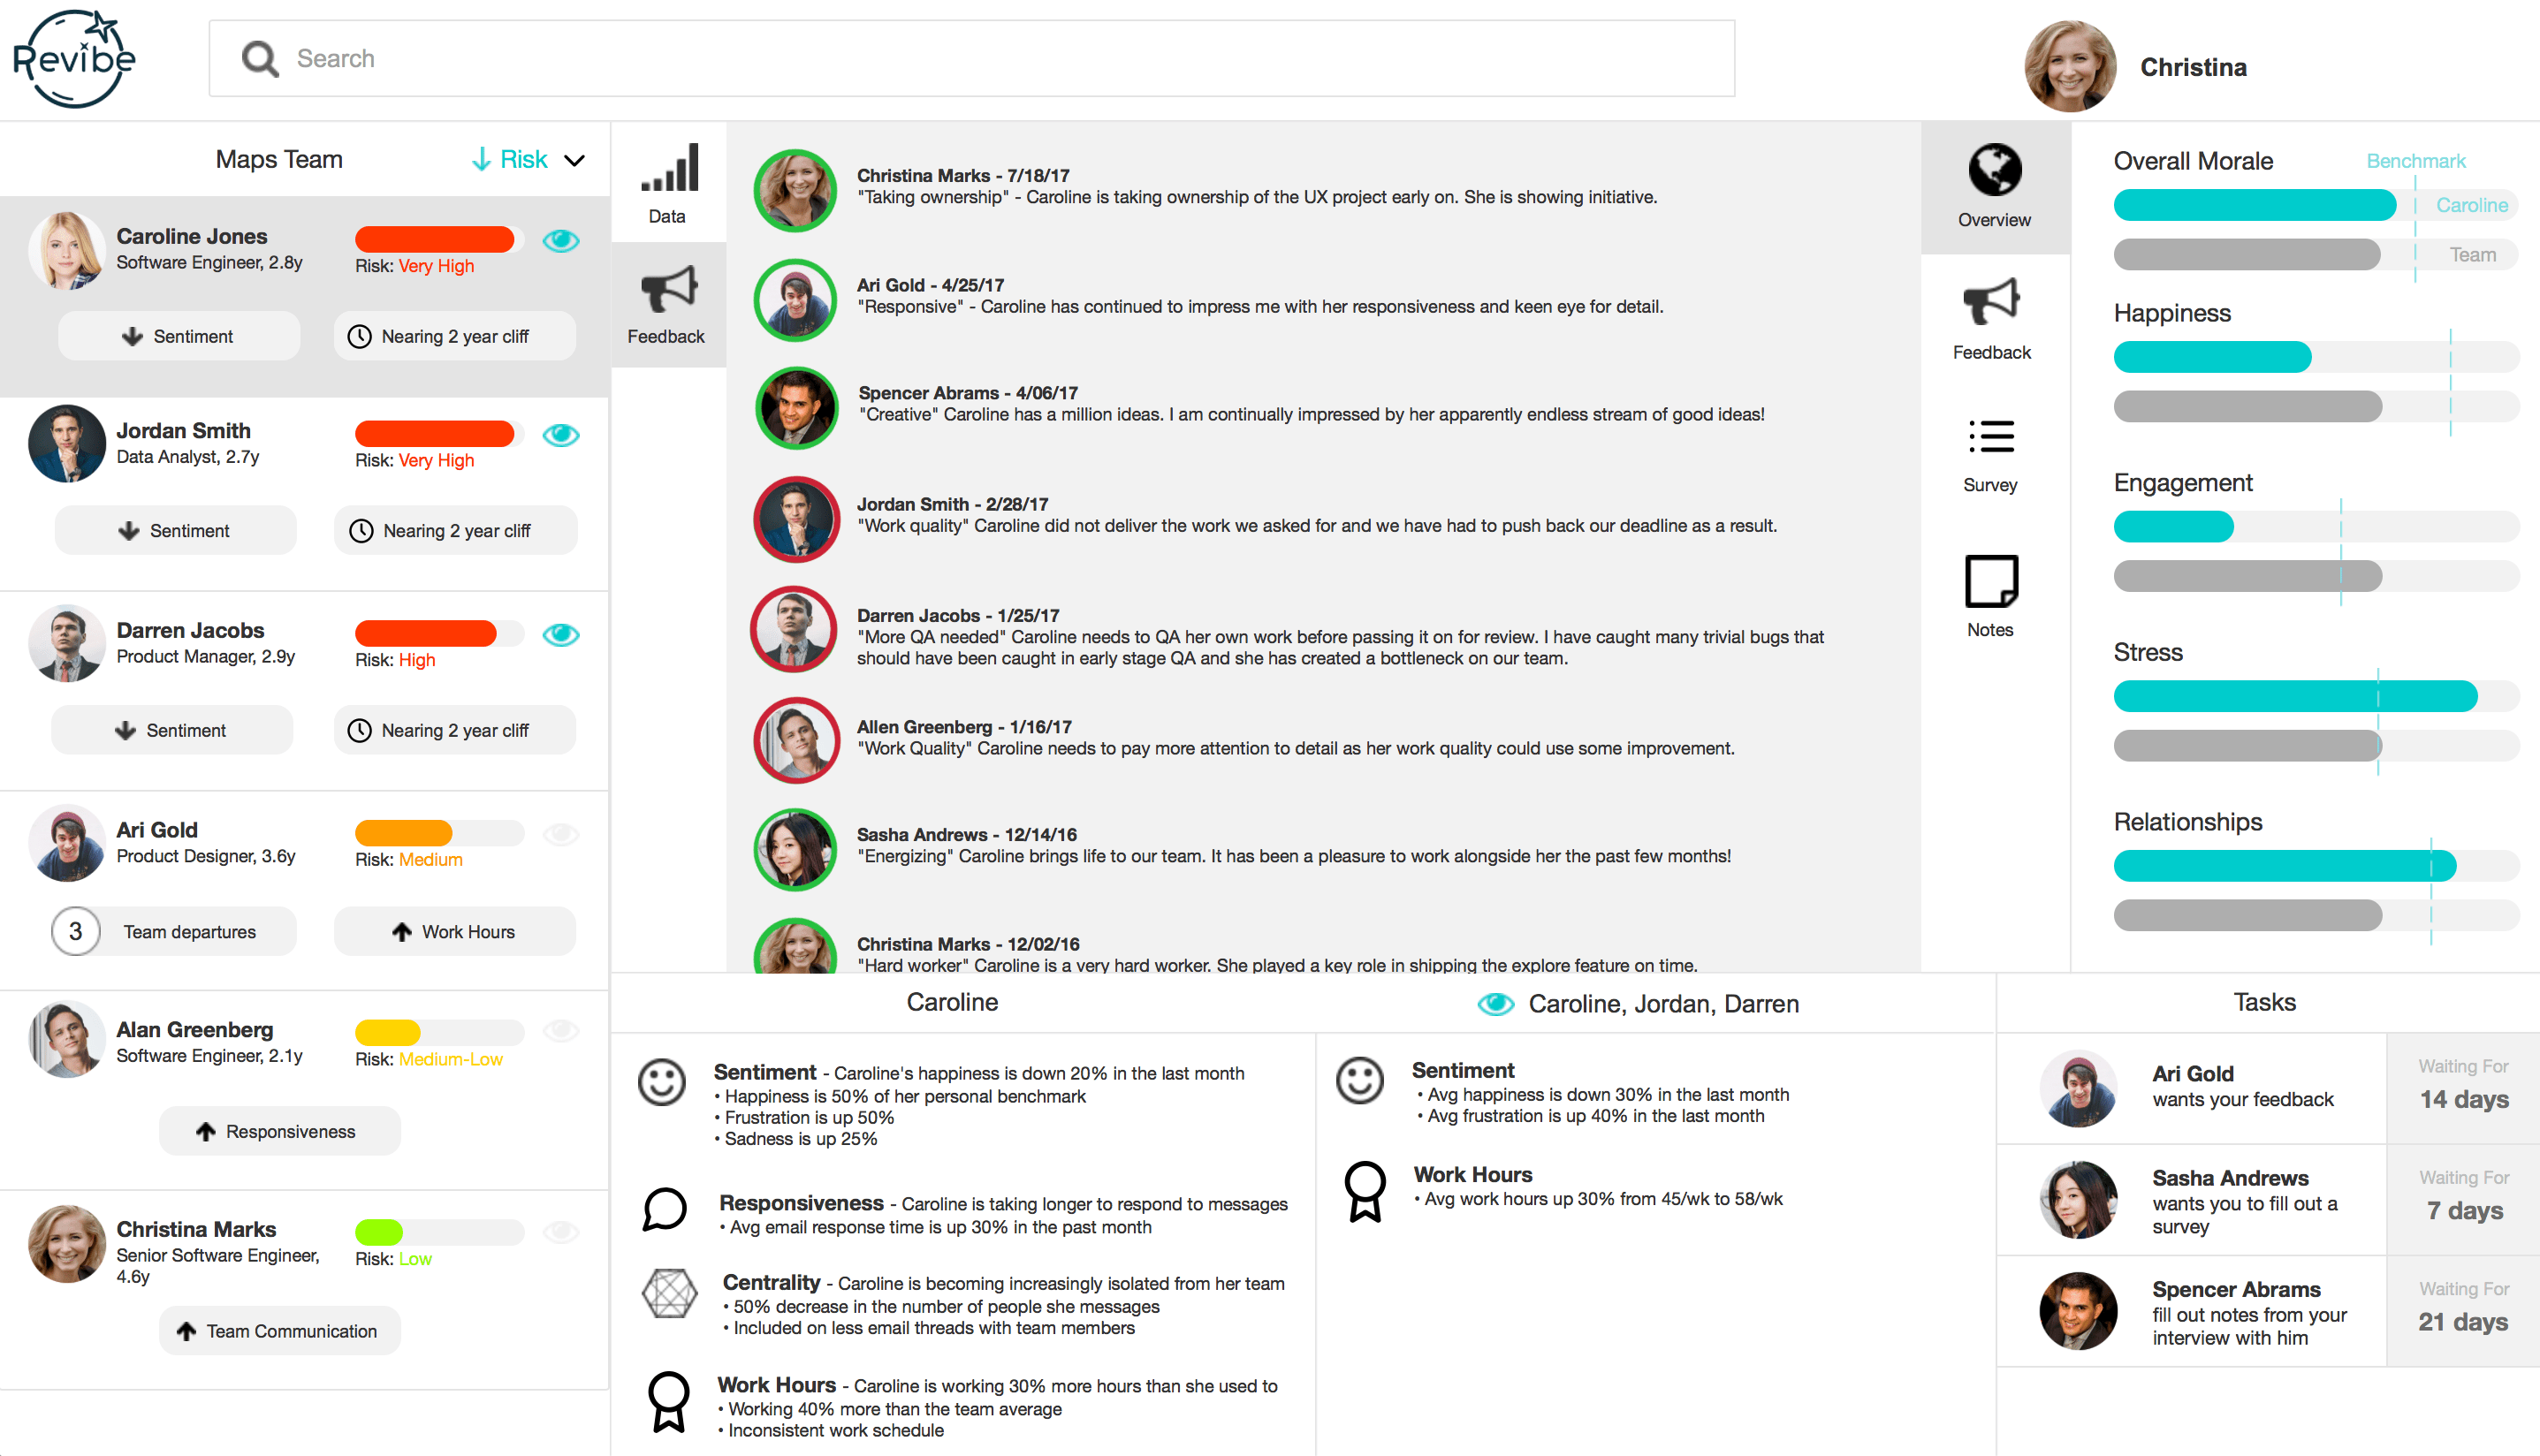 Revibe
Search
Christina
Maps Team
Risk
Caroline Jones
Software Engineer, 2.8y
Risk: Very High
Sentiment
Nearing 2 year cliff
Jordan Smith
Data Analyst, 2.7y
Risk: Very High
Sentiment
Nearing 2 year cliff
Darren Jacobs
Product Manager, 2.9y
Risk: High
Sentiment
Nearing 2 year cliff
Ari Gold
Product Designer, 3.6y
Risk: Medium
3
Team departures
Work Hours
Alan Greenberg
Software Engineer, 2.1y
Risk: Medium-Low
Responsiveness
Christina Marks
Senior Software Engineer,
4.6y
Risk: Low
Team Communication
Data
Feedback
Christina Marks - 7/18/17
"Taking ownership" - Caroline is taking ownership of the UX project early on. She is showing initiative.
Ari Gold - 4/25/17
"Responsive" - Caroline has continued to impress me with her responsiveness and keen eye for detail.
Spencer Abrams - 4/06/17
"Creative" Caroline has a million ideas. I am continually impressed by her apparently endless stream of good ideas!
Jordan Smith - 2/28/17
"Work quality" Caroline did not deliver the work we asked for and we have had to push back our deadline as a result.
Darren Jacobs - 1/25/17
"More QA needed" Caroline needs to QA her own work before passing it on for review. I have caught many trivial bugs that
should have been caught in early stage QA and she has created a bottleneck on our team.
Allen Greenberg - 1/16/17
"Work Quality" Caroline needs to pay more attention to detail as her work quality could use some improvement.
Sasha Andrews - 12/14/16
"Energizing" Caroline brings life to our team. It has been a pleasure to work alongside her the past few months!
Christina Marks - 12/02/16
"Hard worker" Caroline is a very hard worker. She played a key role in shipping the explore feature on time.
Overview
Feedback
Survey
Notes
Overall Morale
Benchmark
Caroline
Team
Happiness
Engagement
Stress
Relationships
Caroline
Sentiment - Caroline's happiness is down 20% in the last month
• Happiness is 50% of her personal benchmark
• Frustration is up 50%
• Sadness is up 25%
Responsiveness - Caroline is taking longer to respond to messages
• Avg email response time is up 30% in the past month
Centrality - Caroline is becoming increasingly isolated from her team
• 50% decrease in the number of people she messages
• Included on less email threads with team members
Work Hours - Caroline is working 30% more hours than she used to
• Working 40% more than the team average
• Inconsistent work schedule
Caroline, Jordan, Darren
Sentiment
• Avg happiness is down 30% in the last month
• Avg frustration is up 40% in the last month
Work Hours
• Avg work hours up 30% from 45/wk to 58/wk
Tasks
Ari Gold
wants your feedback
Waiting For
14 days
Sasha Andrews
wants you to fill out a
survey
Waiting For
7 days
Spencer Abrams
fill out notes from your
interview with him
Waiting For
21 days